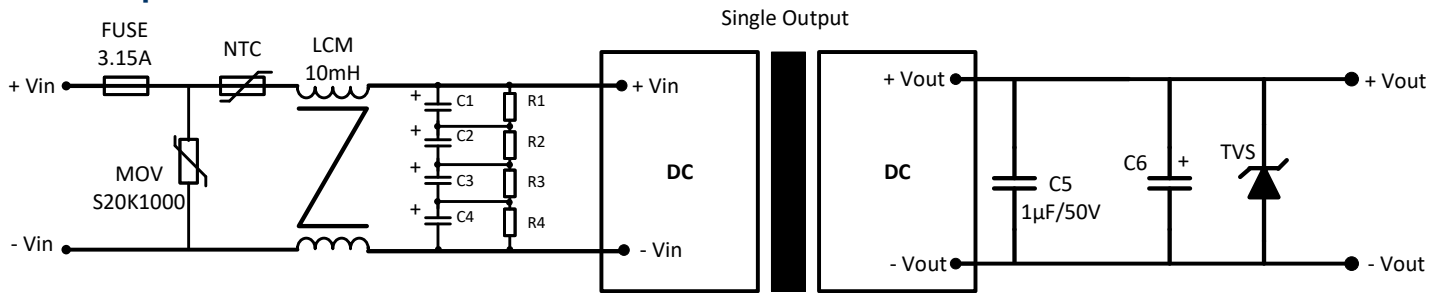 Single Output
FUSE
3.15A
NTC
LCM
10mH
+ Vin
MOV
S20K1000
- Vin
+
C1
+
C2
+
C3
+
C4
R1
R2
R3
R4
+ Vin
DC
- Vin
+ Vout
DC
- Vout
C5
1µF/50V
C6
+
TVS
+ Vout
- Vout